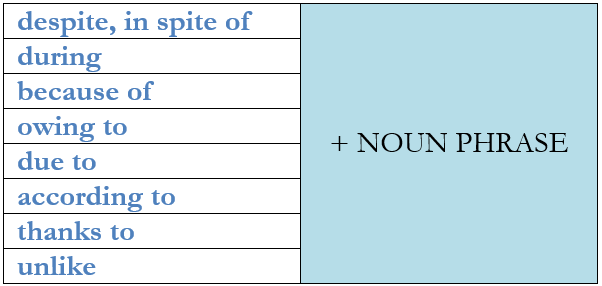 despite, in spite of
during
because of
owing to
due to
according to
thanks to
unlike
+ NOUN PHRASE